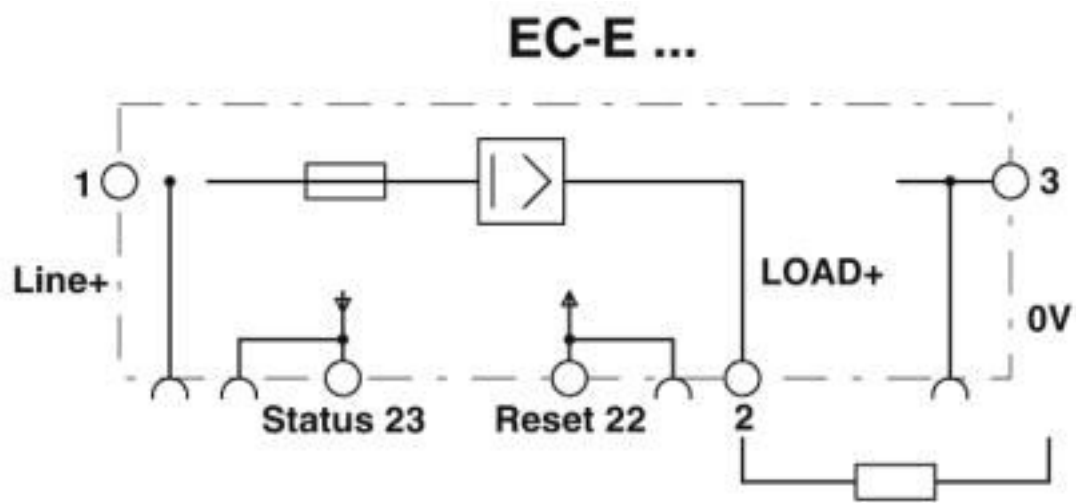 EC-E ...
1
3
Line+
LOAD+
0V
Status 23
Reset 22
2